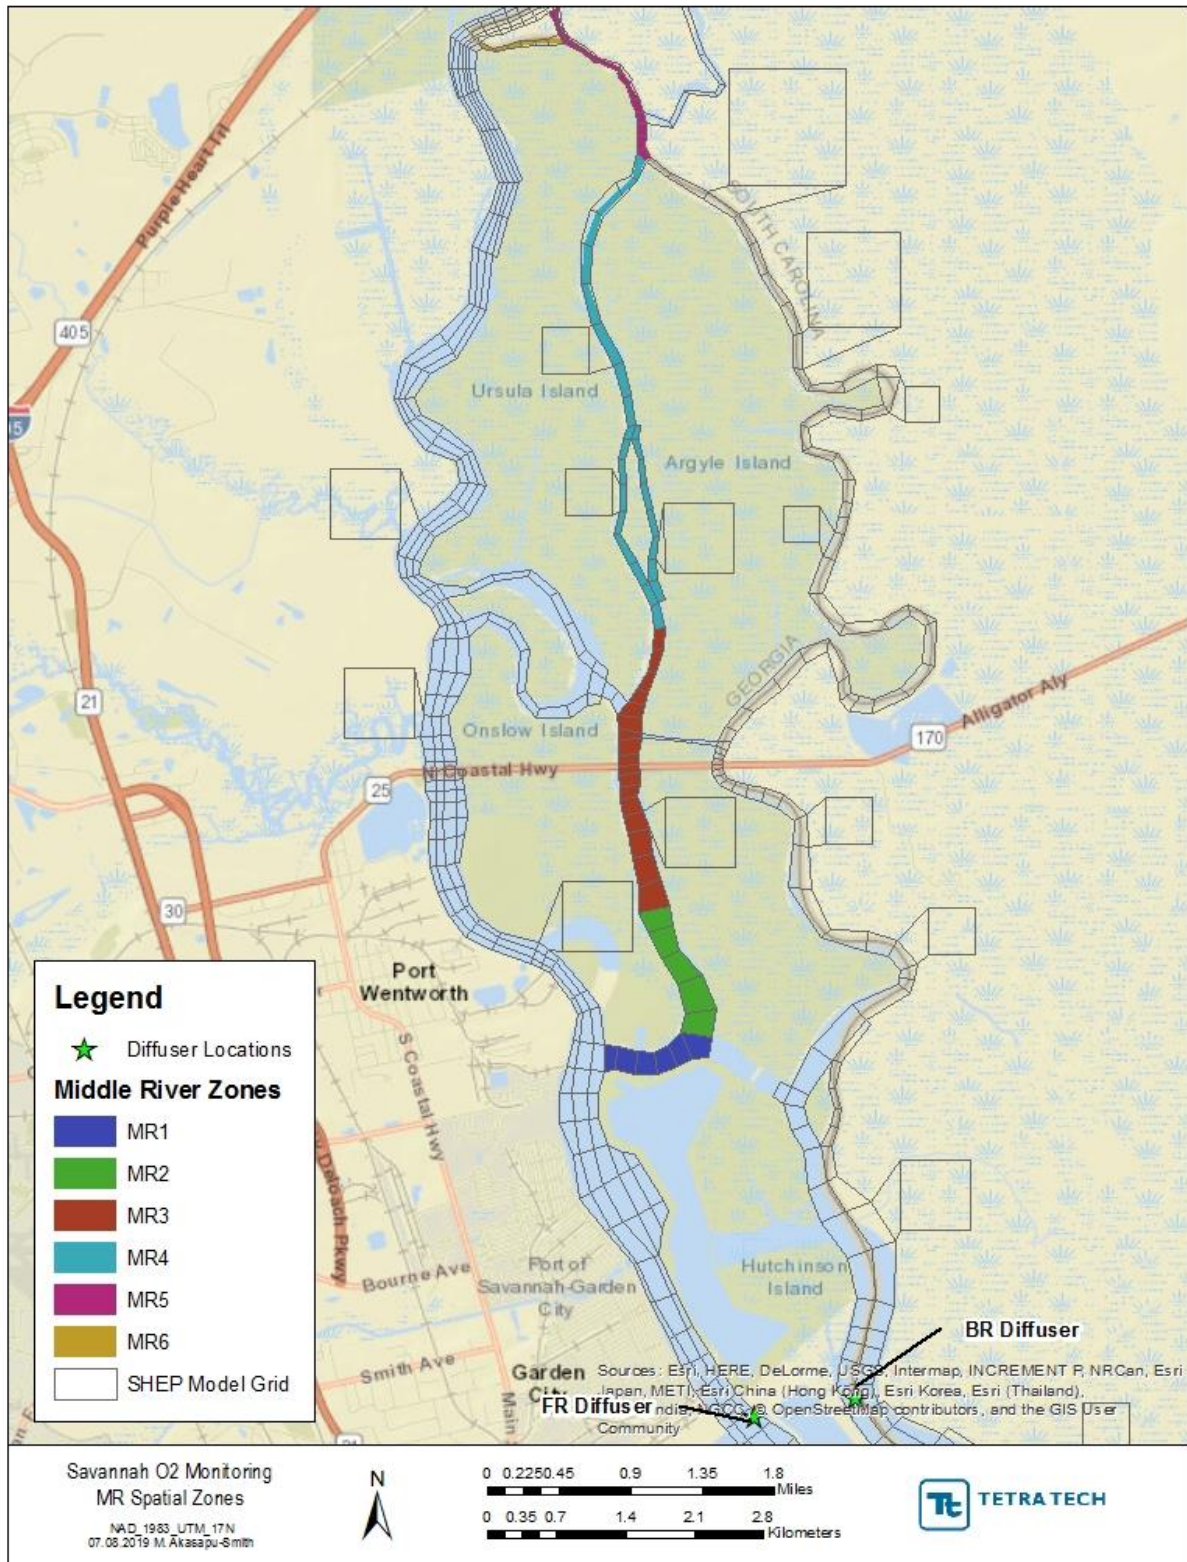 Purple Heart Trl
405
SOUTH CAROLINA
Ursula Island
Argyle Island
GEORGIA
21
Alligator Aly
170
Onslow Island
N Coastal Hwy
25
30
Port
Wentworth
S Coastal Hwy
Legend
Diffuser Locations
Middle River Zones
MR1
MR2
MR3
MR4
MR5
MR6
SHEP Model Grid
Deloach Pkwy
Bourne Ave
Port of
Savannah-Garden
City
Hutchinson
Island
Smith Ave
Garden
City
Main
BR Diffuser
FR Diffuser
Sources: Esri, HERE, DeLorme, USGS, Intermap, INCREMENT P, NRCan, Esri
Japan, METI, Esri China (Hong Kong), Esri Korea, Esri (Thailand),
NGCC, © OpenStreetMap contributors, and the GIS User
Community
Savannah O2 Monitoring
MR Spatial Zones
NAD_1983_UTM_17N
07.08.2019 M. Akasapu-Smith
N
0 0.225 0.45 0.9 1.35 1.8
Miles
0 0.35 0.7 1.4 2.1 2.8
Kilometers
Tt TETRA TECH